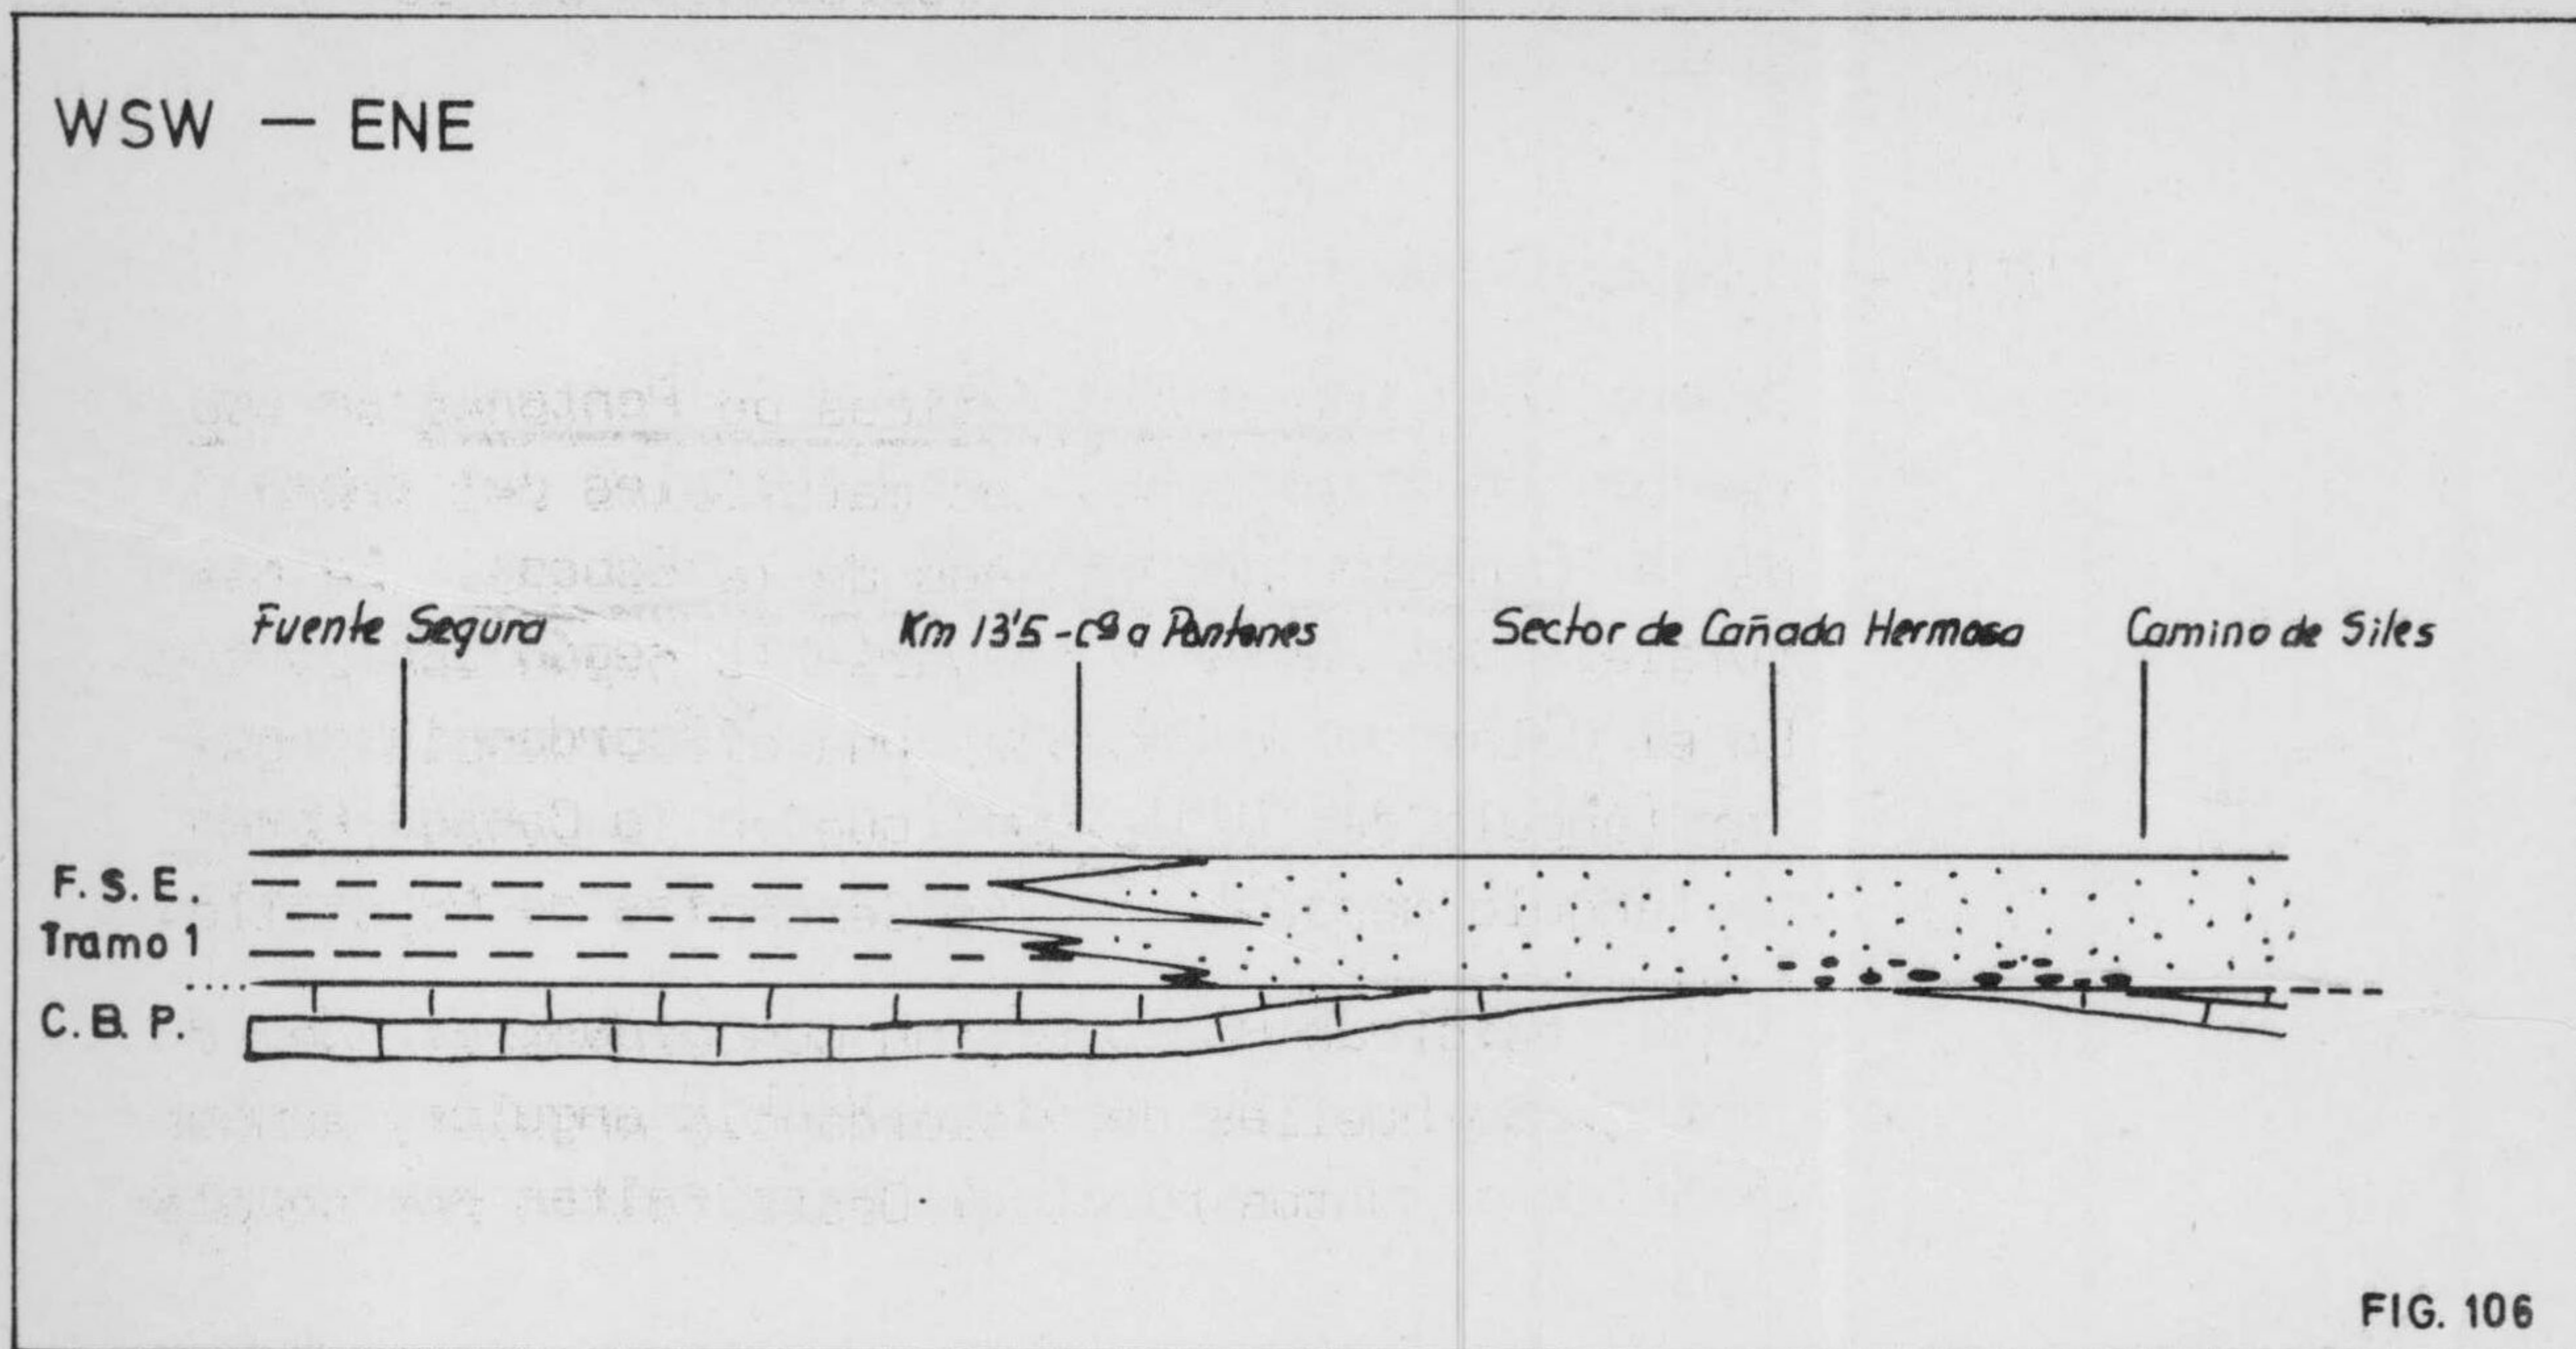 WSW — ENE
Fuente Segura
Km 13'5 - cª a Pontones
Sector de Cañada Hermosa
Camino de Siles
F. S. E.
Tramo 1
C. B. P.
FIG. 106